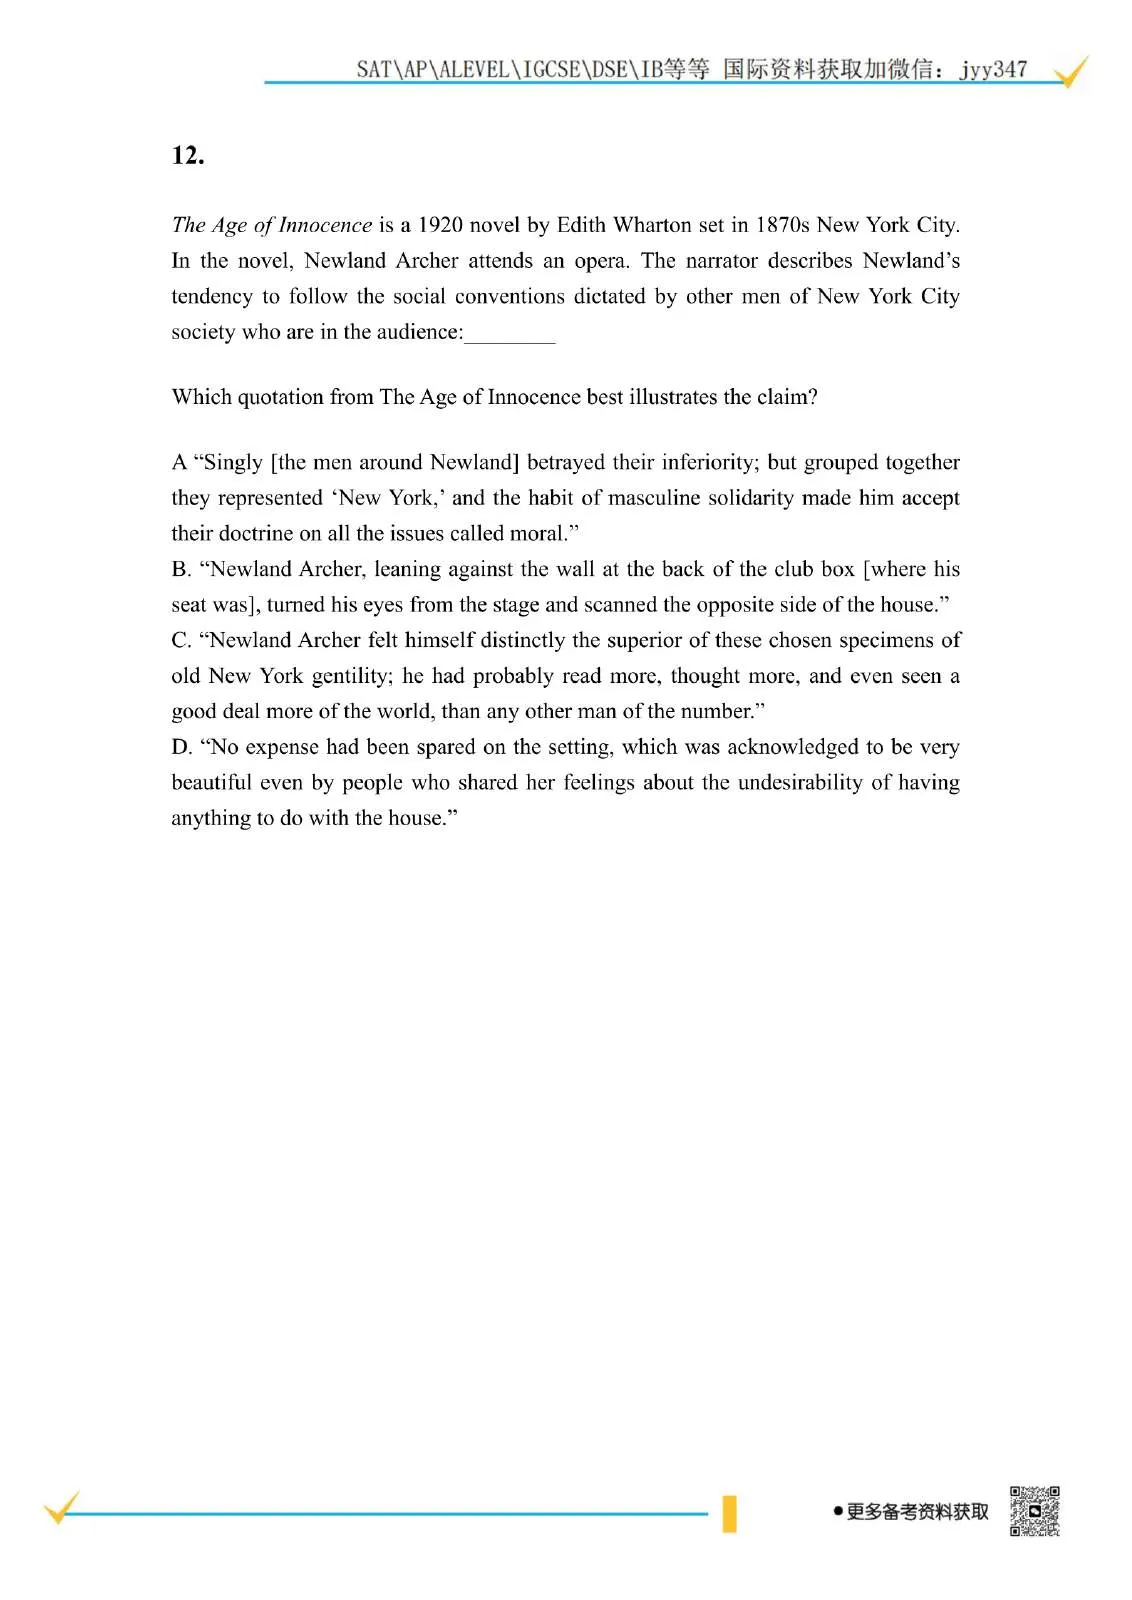 SAT\AP\ALEVEL\IGCSE\DSE\IB等等 国际资料获取加微信：jyy347
12.
The Age of Innocence is a 1920 novel by Edith Wharton set in 1870s New York City.
In the novel, Newland Archer attends an opera. The narrator describes Newland’s
tendency to follow the social conventions dictated by other men of New York City
society who are in the audience:________
Which quotation from The Age of Innocence best illustrates the claim?
A “Singly [the men around Newland] betrayed their inferiority; but grouped together
they represented ‘New York,’ and the habit of masculine solidarity made him accept
their doctrine on all the issues called moral.”
B. “Newland Archer, leaning against the wall at the back of the club box [where his
seat was], turned his eyes from the stage and scanned the opposite side of the house.”
C. “Newland Archer felt himself distinctly the superior of these chosen specimens of
old New York gentility; he had probably read more, thought more, and even seen a
good deal more of the world, than any other man of the number.”
D. “No expense had been spared on the setting, which was acknowledged to be very
beautiful even by people who shared her feelings about the undesirability of having
anything to do with the house.”
●更多备考资料获取